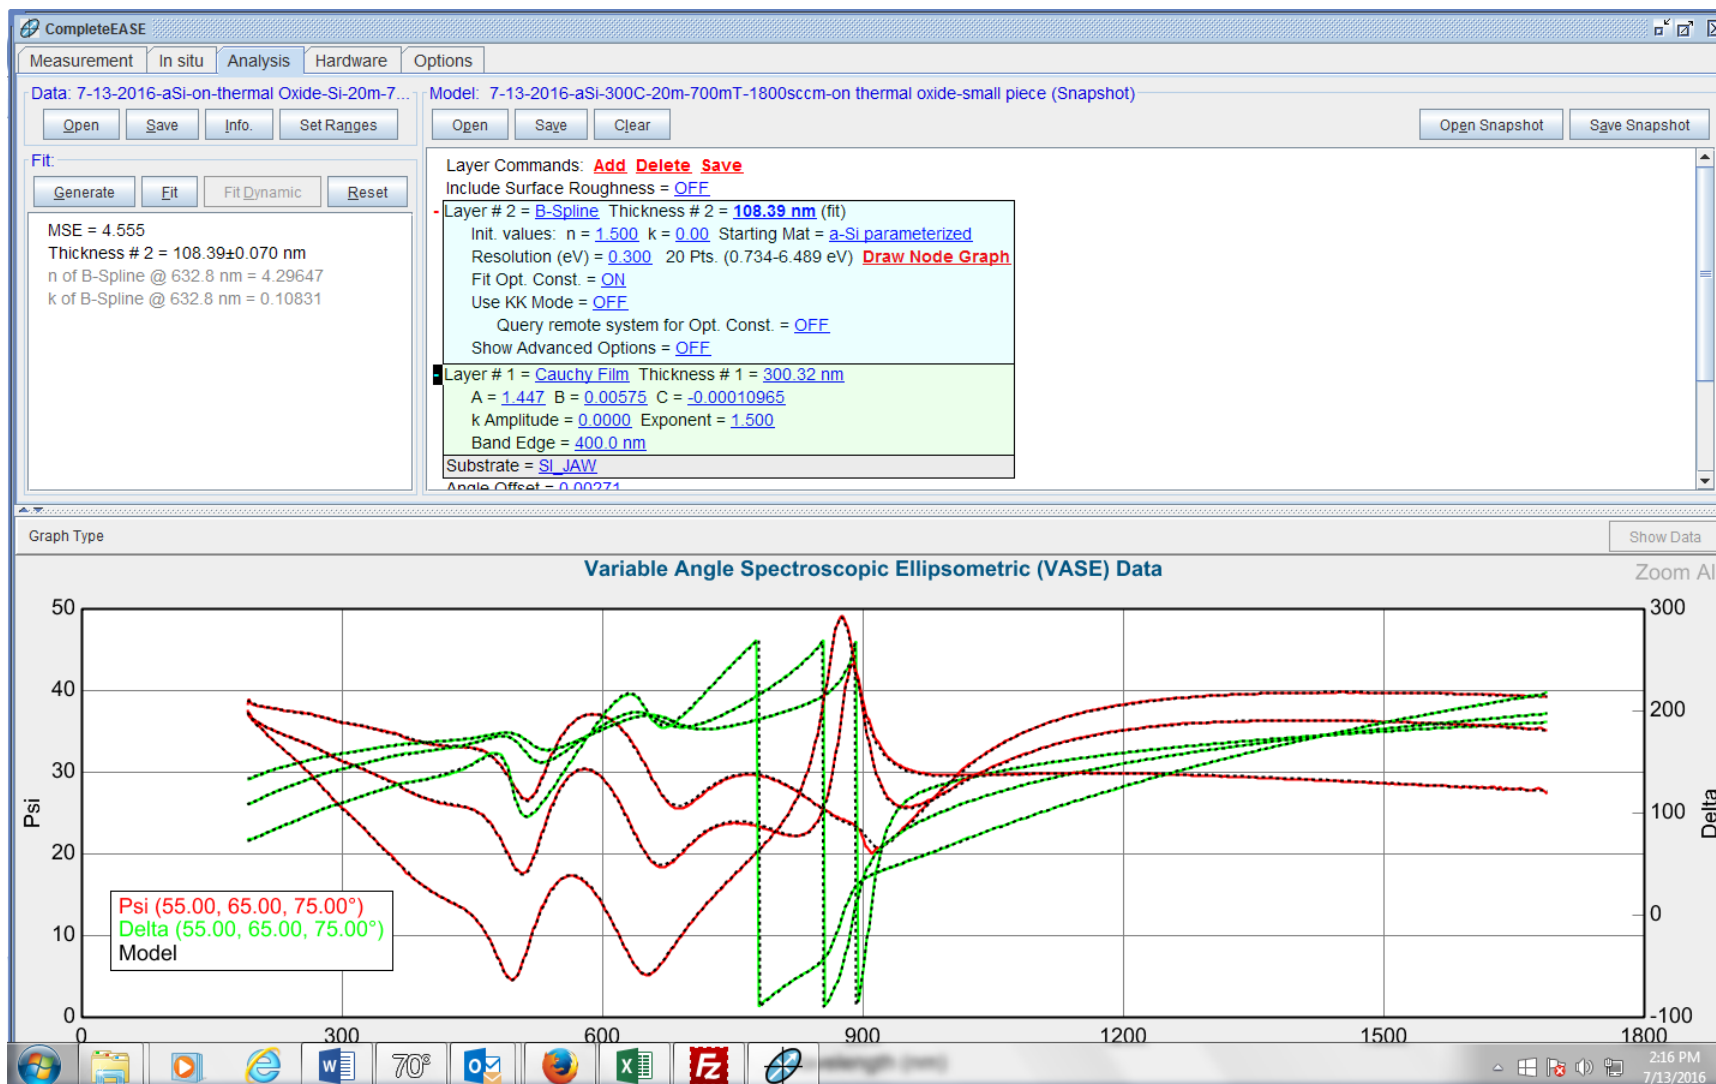 CompleteEASE
Measurement In situ Analysis Hardware Options
Data: 7-13-2016-aSi-on-thermal Oxide-Si-20m-7...
Open Save Info. Set Ranges
Model: 7-13-2016-aSi-300C-20m-700mT-1800sccm-on thermal oxide-small piece (Snapshot)
Open Save Clear Open Snapshot Save Snapshot
Fit:
Generate Fit Fit Dynamic Reset
MSE = 4.555
Thickness # 2 = 108.39±0.070 nm
n of B-Spline @ 632.8 nm = 4.29647
k of B-Spline @ 632.8 nm = 0.10831
Layer Commands: Add Delete Save
Include Surface Roughness = OFF
- Layer # 2 = B-Spline Thickness # 2 = 108.39 nm (fit)
Init. values: n = 1.500 k = 0.00 Starting Mat = a-Si parameterized
Resolution (eV) = 0.300 20 Pts. (0.734-6.489 eV) Draw Node Graph
Fit Opt. Const. = ON
Use KK Mode = OFF
Query remote system for Opt. Const. = OFF
Show Advanced Options = OFF
- Layer # 1 = Cauchy Film Thickness # 1 = 300.32 nm
A = 1.447 B = 0.00575 C = -0.00010965
k Amplitude = 0.0000 Exponent = 1.500
Band Edge = 400.0 nm
Substrate = SI_JAW
Angle Offset = 0.00271
Graph Type
Show Data
Variable Angle Spectroscopic Ellipsometric (VASE) Data
Zoom Al
50 300
40 200
30
Psi
100
Delta
20
0
10
0 -100
Psi (55.00, 65.00, 75.00°)
Delta (55.00, 65.00, 75.00°)
Model
0 300 600 900 1200 1500 1800
70°
velength (nm)
2:16 PM
7/13/2016